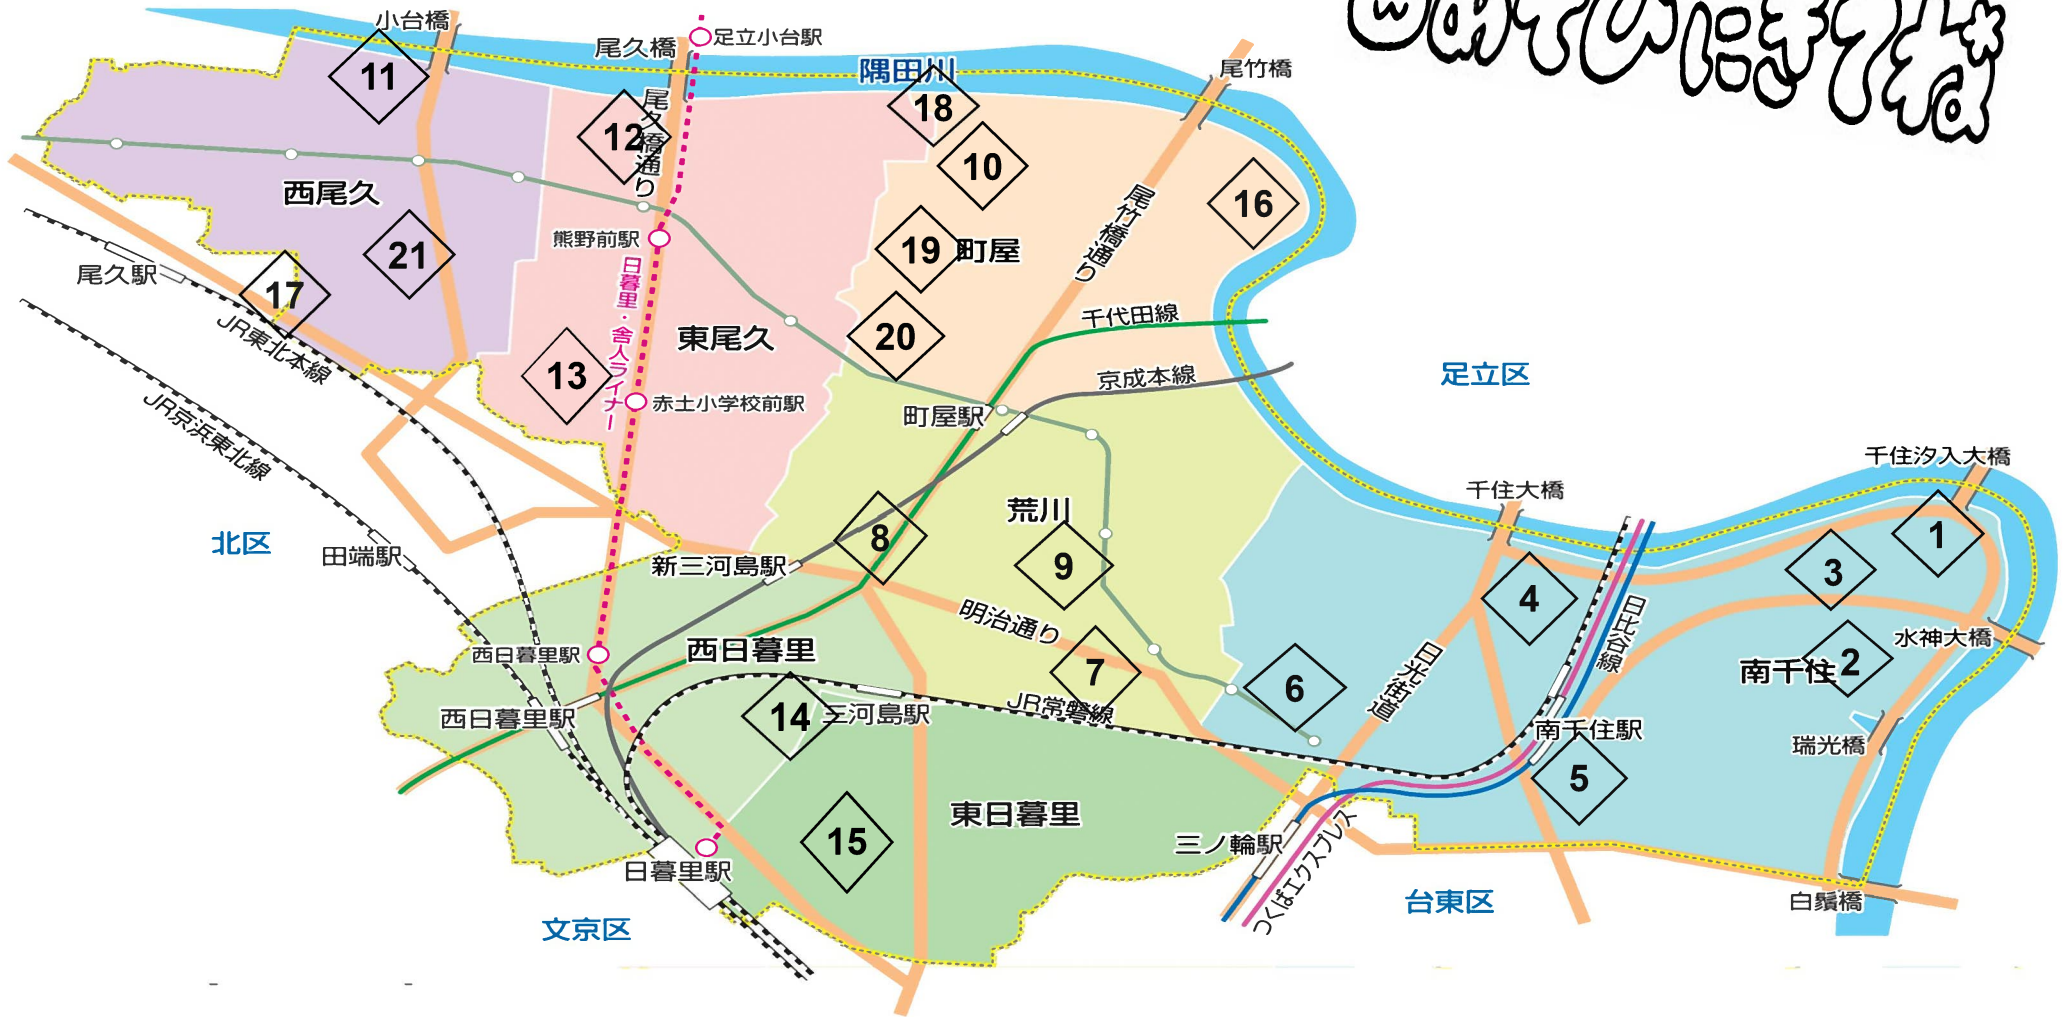 もあそびにきてね
小台橋
尾久橋
足立小台駅
隅田川
尾竹橋
11
12
尾久橋通り
18
10
16
尾竹橋通り
西尾久
21
熊野前駅
19
町屋
尾久駅
17
日暮里・舎人ライナー
東尾久
20
千代田線
JR東北本線
13
赤土小学校前駅
京成本線
足立区
町屋駅
JR京浜東北線
千住汐入大橋
千住大橋
荒川
8
1
北区
田端駅
新三河島駅
9
3
4
明治通り
日比谷線
水神大橋
西日暮里
西日暮里駅
7
日光街道
南千住
2
6
西日暮里駅
14
三河島駅
JR常磐線
南千住駅
瑞光橋
5
東日暮里
15
三ノ輪駅
つくばエクスプレス
日暮里駅
台東区
白鬚橋
文京区